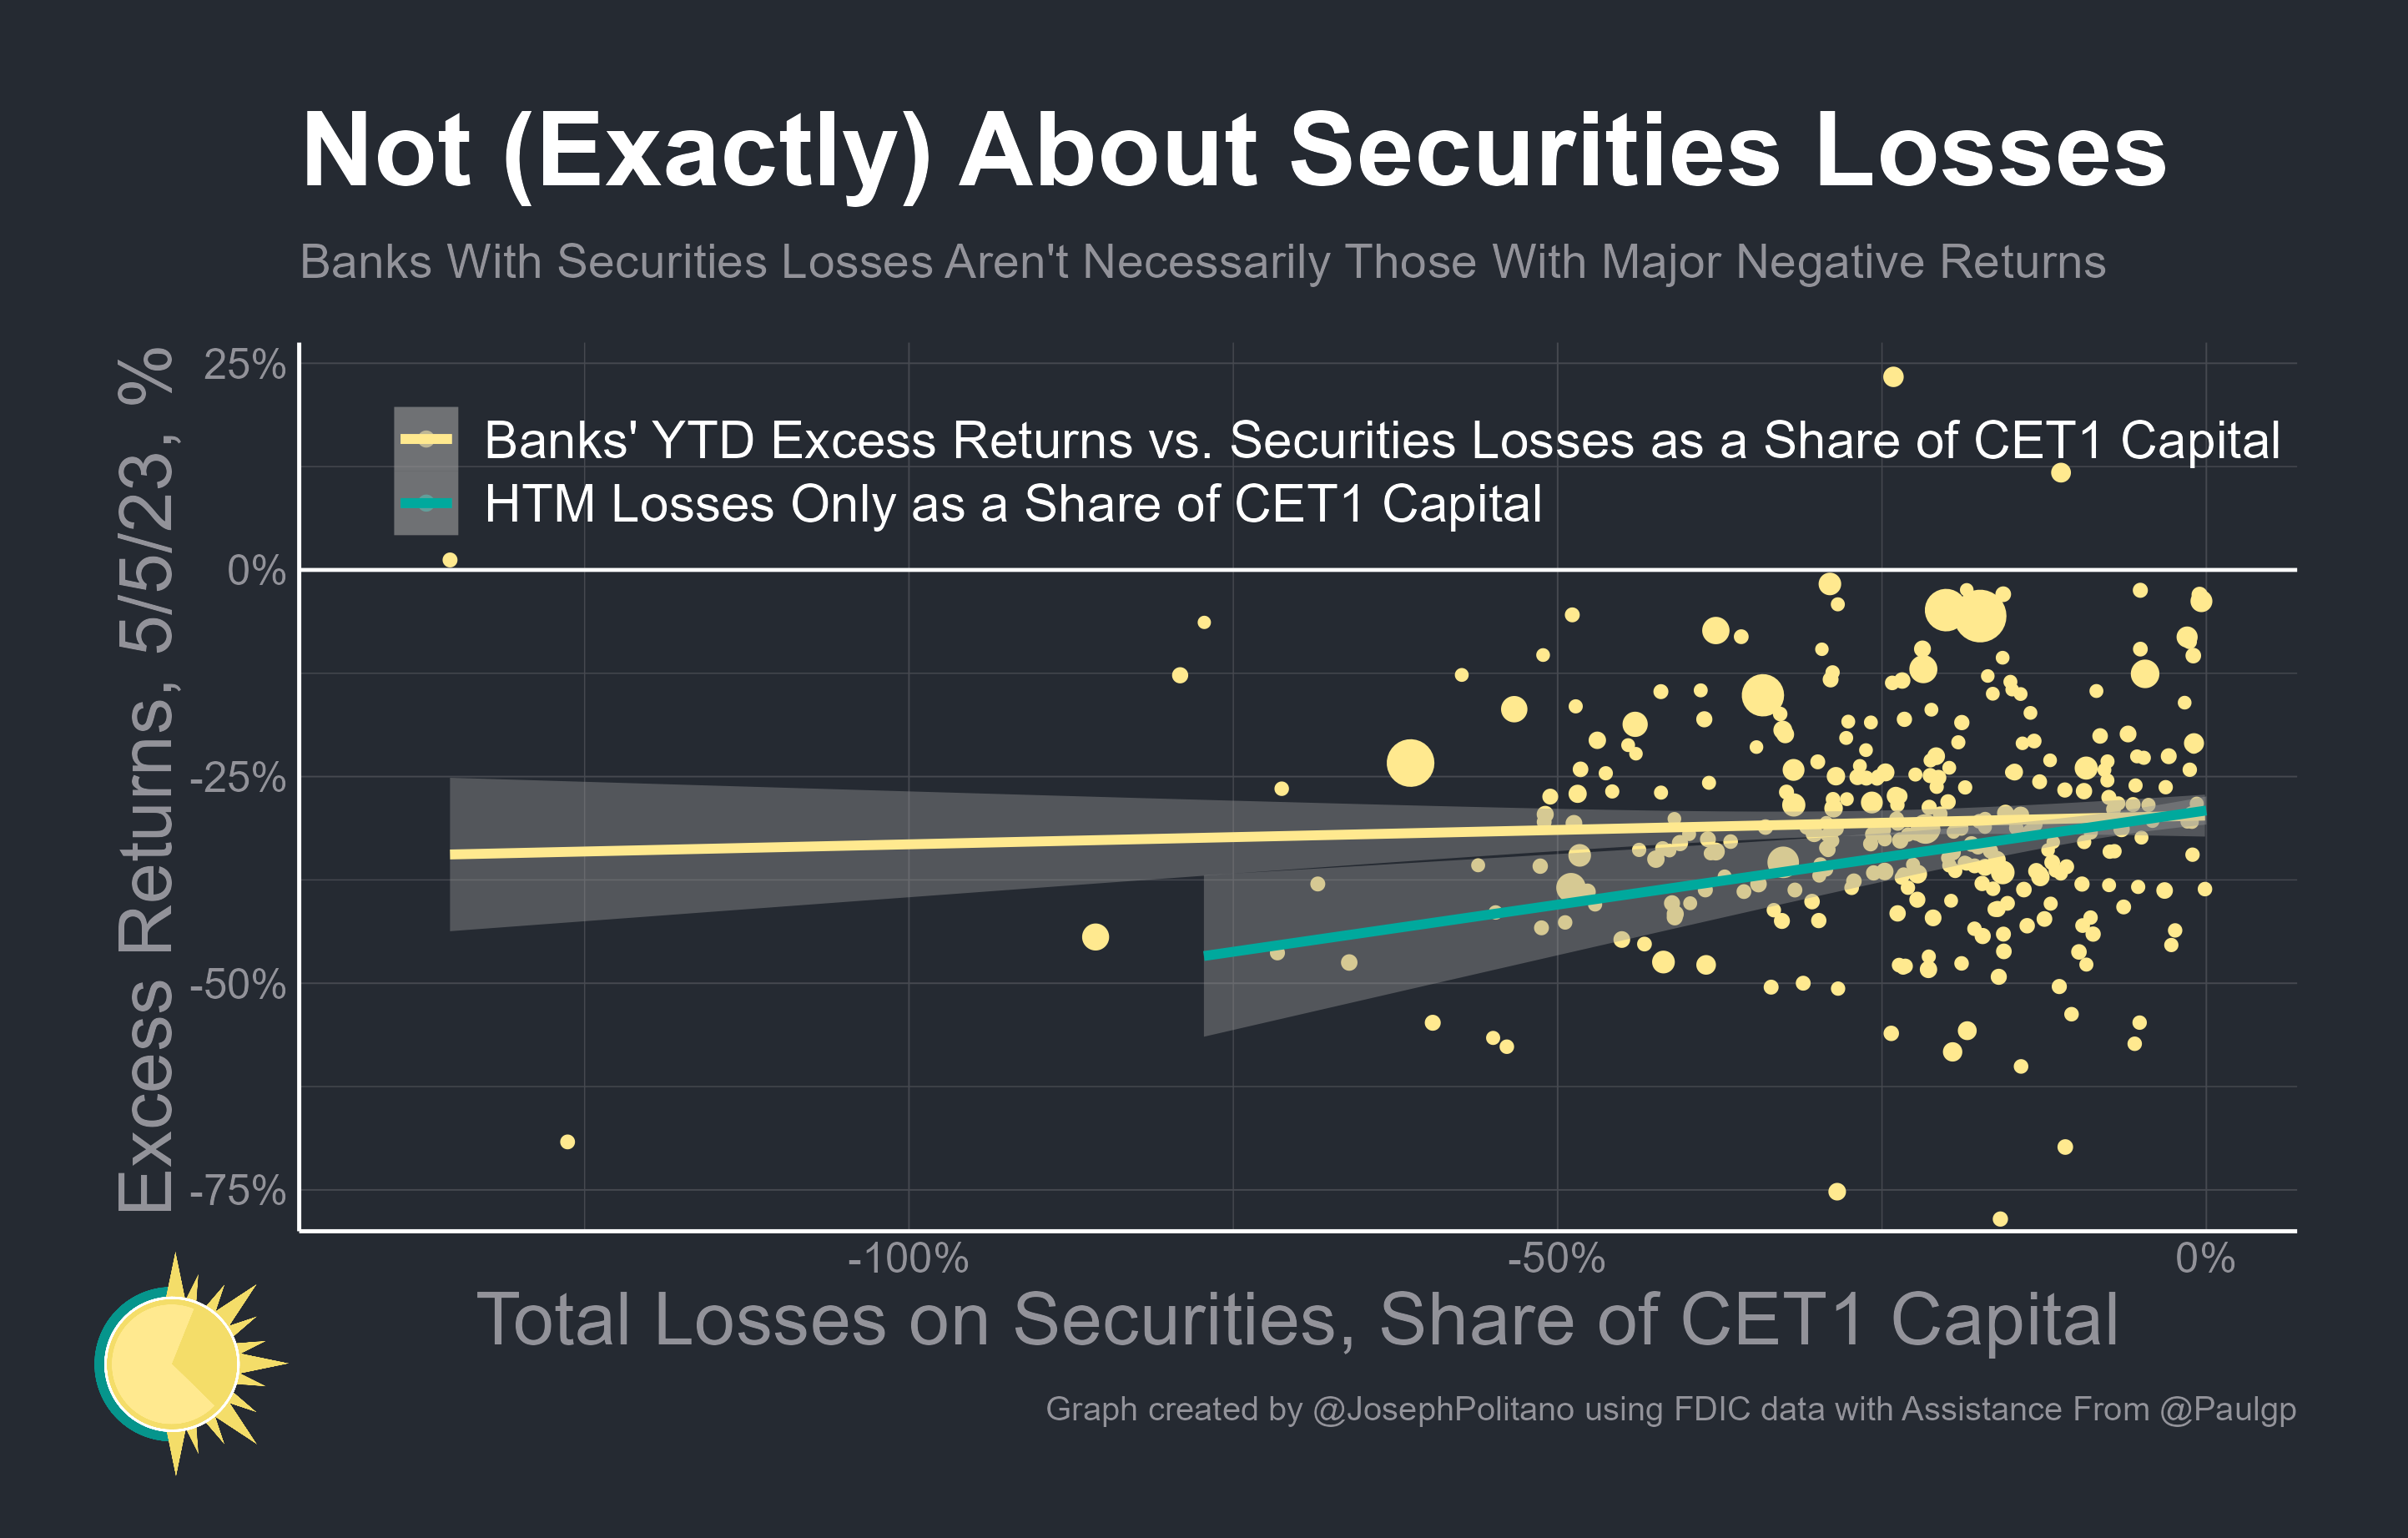 Not (Exactly) About Securities Losses
Banks With Securities Losses Aren't Necessarily Those With Major Negative Returns
Excess Returns, 5/5/23, %
25%
0%
-25%
-50%
-75%
Banks' YTD Excess Returns vs. Securities Losses as a Share of CET1 Capital
HTM Losses Only as a Share of CET1 Capital
-100%
-50%
0%
Total Losses on Securities, Share of CET1 Capital
Graph created by @JosephPolitano using FDIC data with Assistance From @Paulgp